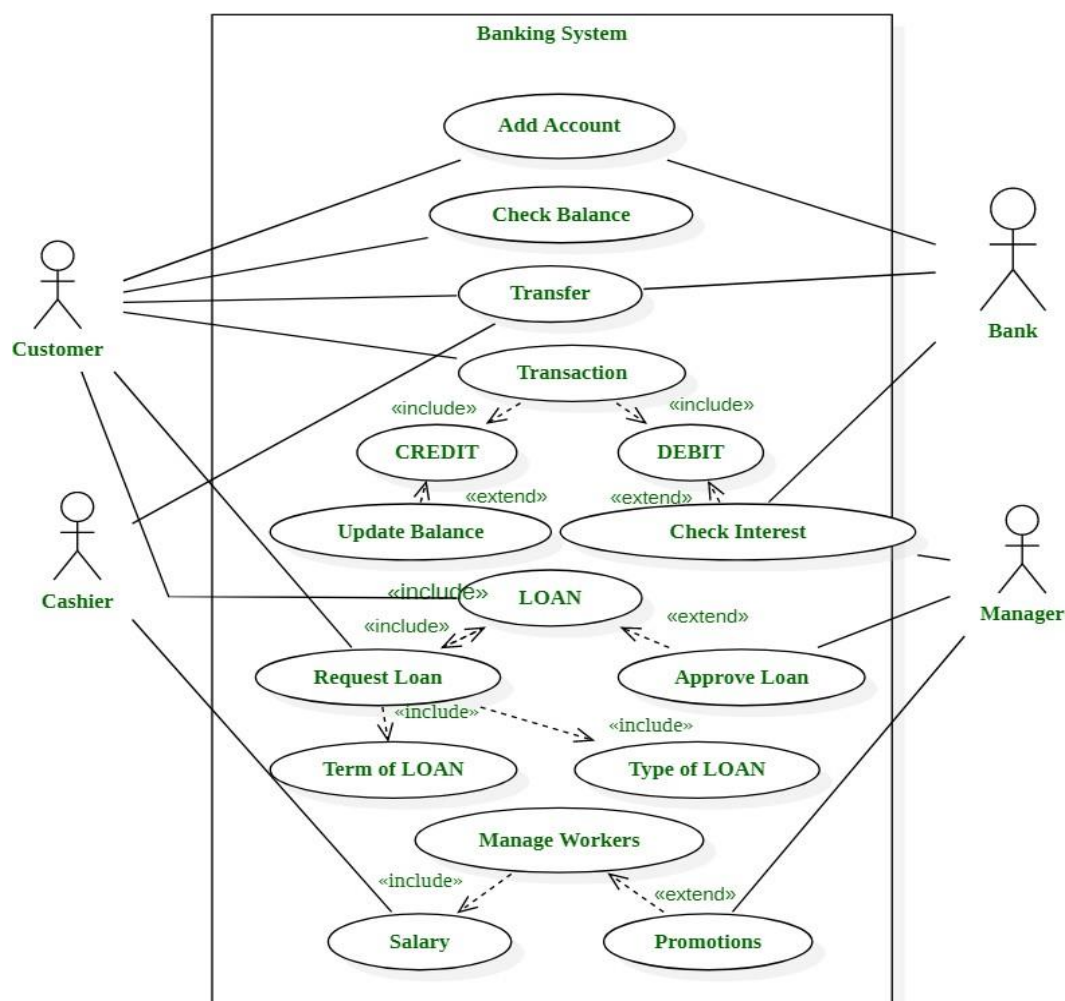 Banking System
Add Account
Check Balance
Transfer
Bank
Customer
Transaction
«include»
«include»
CREDIT
DEBIT
«extend»
«extend»
Update Balance
Check Interest
«include»
LOAN
Cashier
Manager
«include»
«extend»
Request Loan
Approve Loan
«include»
«include»
Term of LOAN
Type of LOAN
Manage Workers
«include»
«extend»
Salary
Promotions